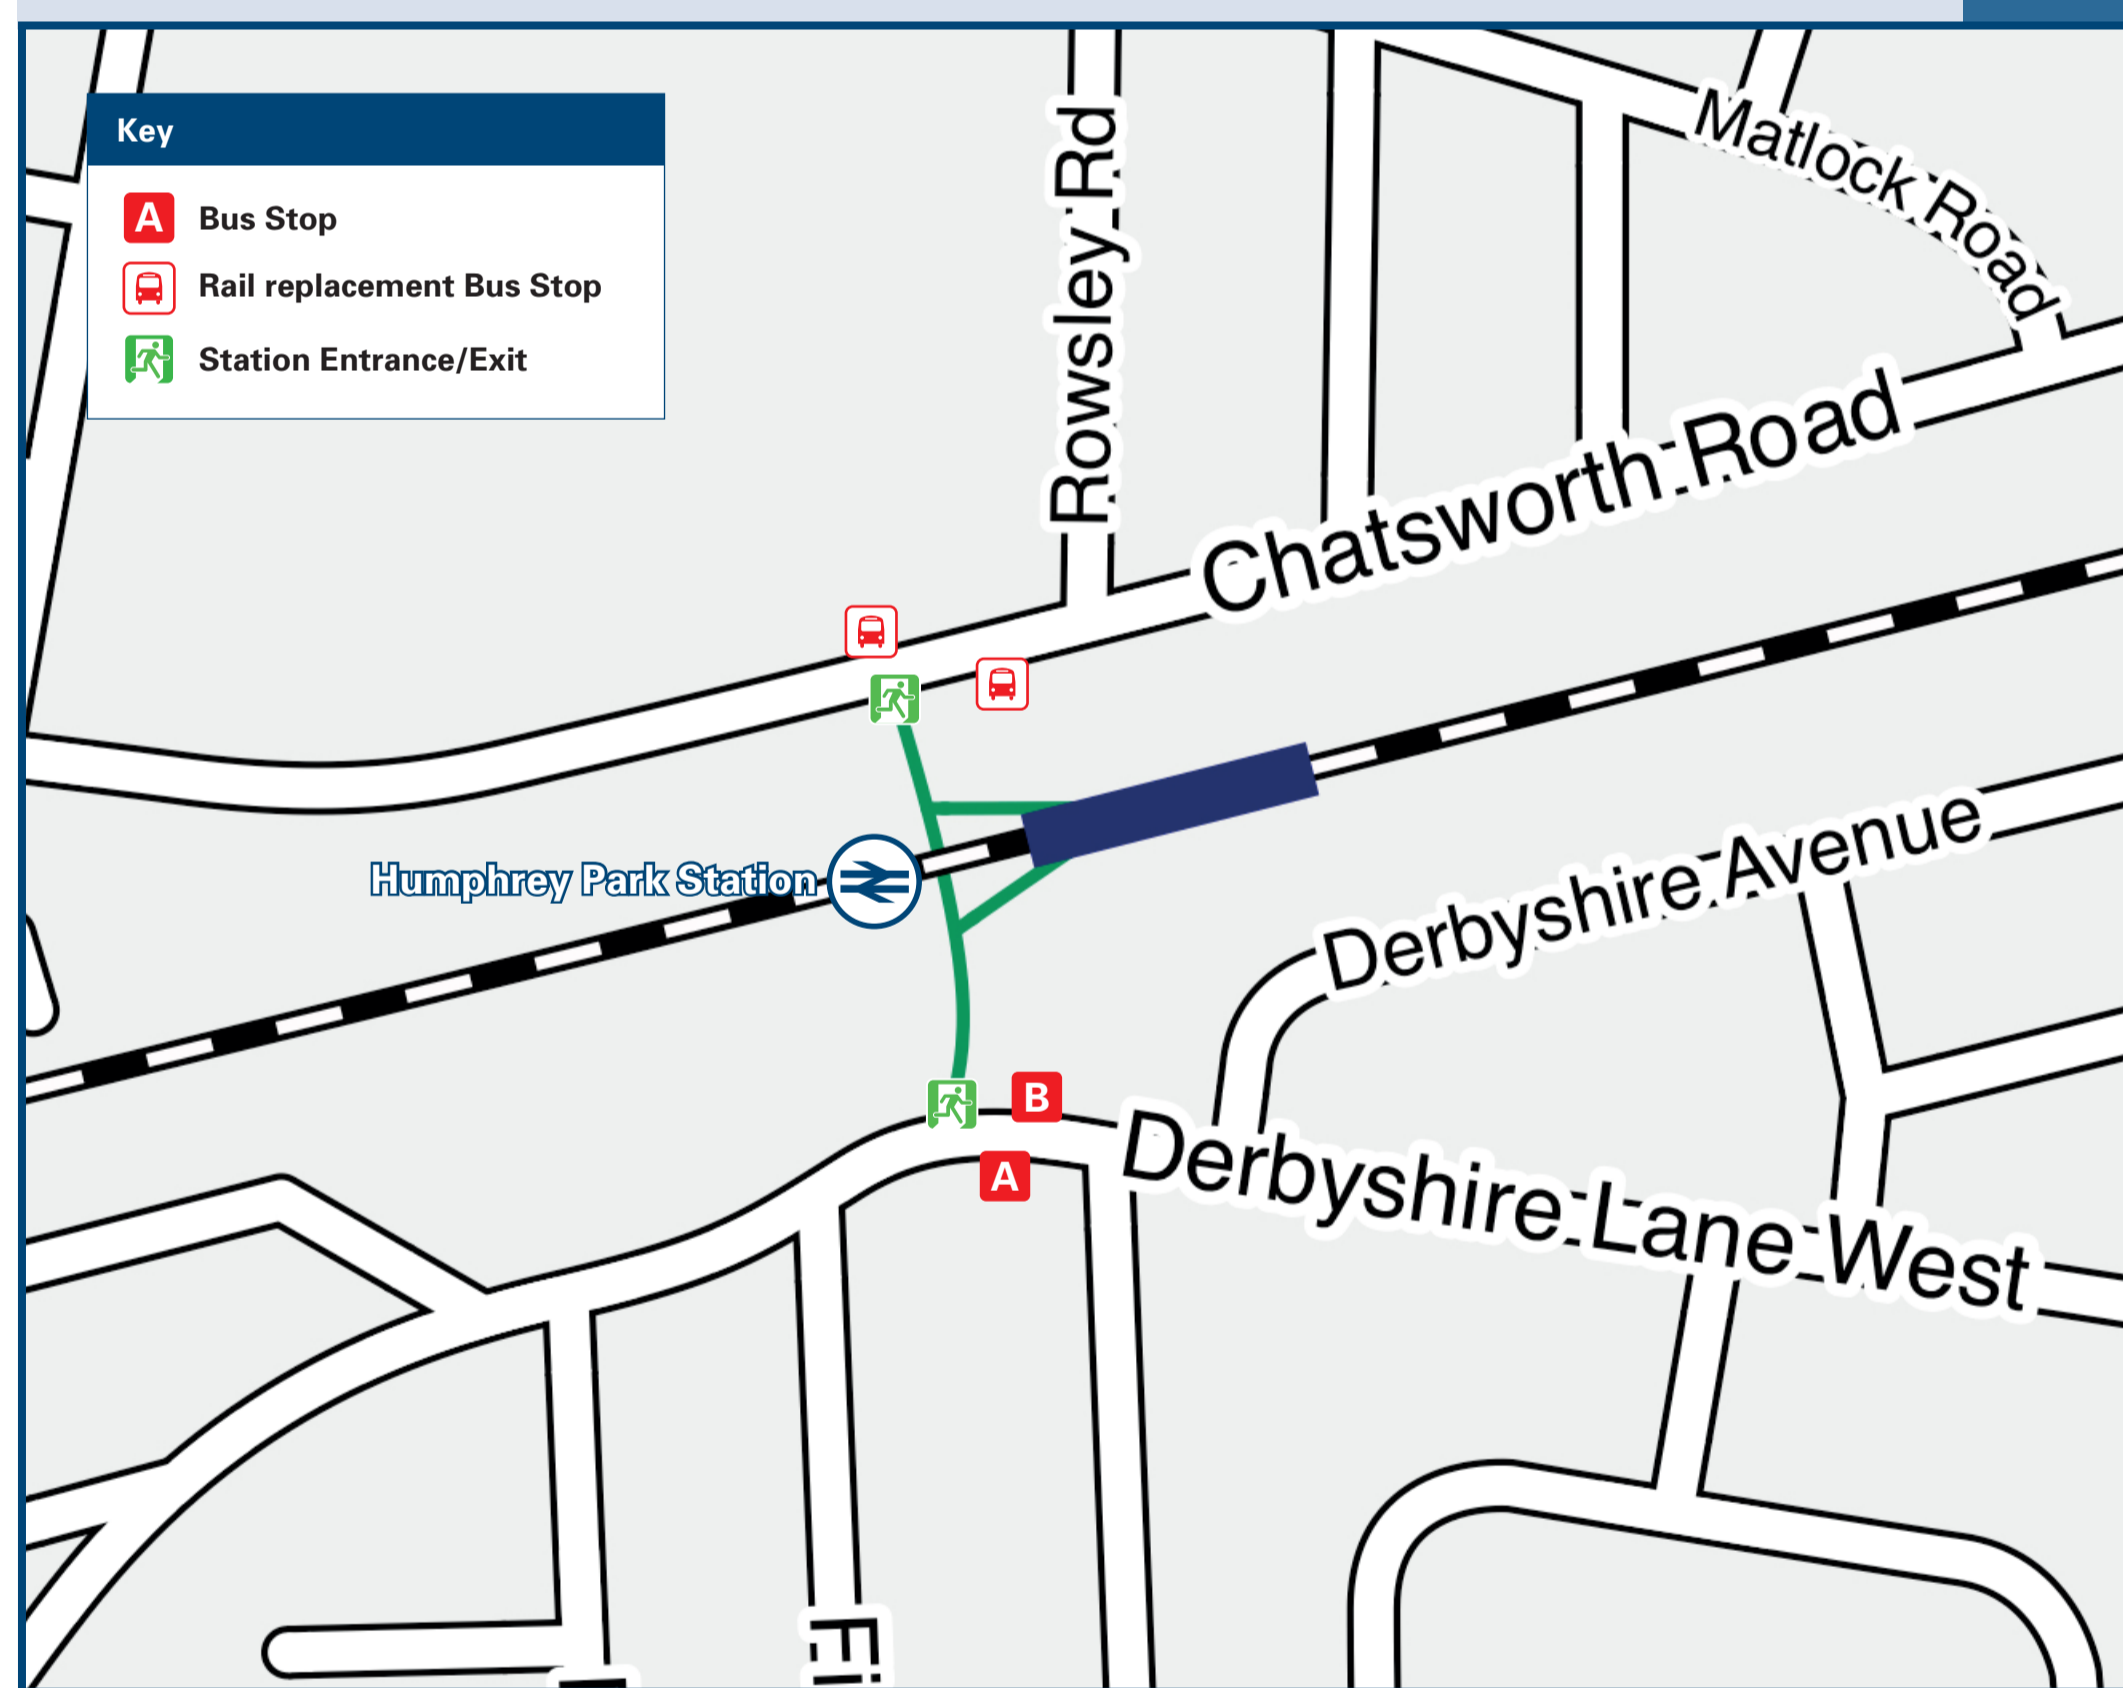 Key
A Bus Stop
Rail replacement Bus Stop
Station Entrance/Exit
Rowsley Rd
Matlock Road
Chatsworth Road
Humphrey Park Station
Derbyshire Avenue
B
A
Derbyshire Lane West
Fi